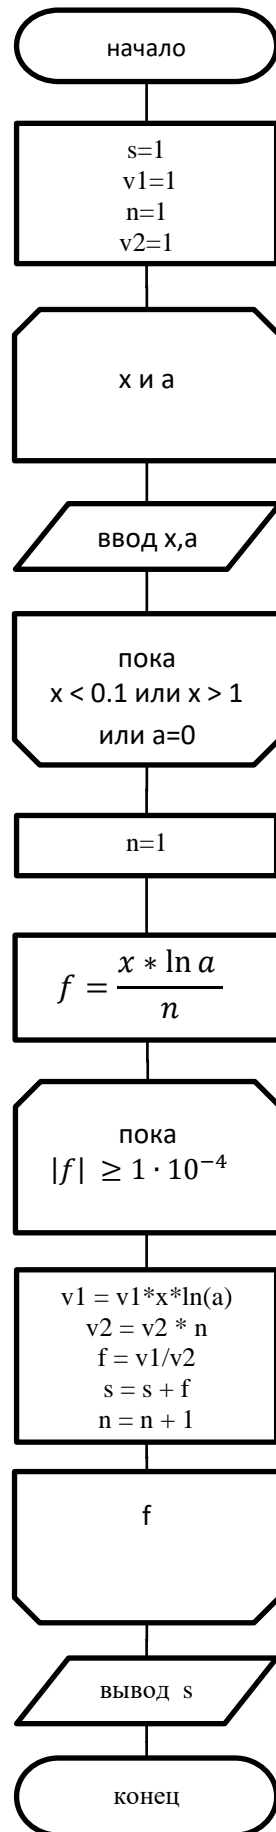 начало
s=1
v1=1
n=1
v2=1
x и a
ввод x,a
пока
x < 0.1 или x > 1
или a=0
n=1
f = x * ln a / n
пока
|f| ≥ 1 · 10⁻⁴
v1 = v1*x*ln(a)
v2 = v2 * n
f = v1/v2
s = s + f
n = n + 1
f
вывод s
конец